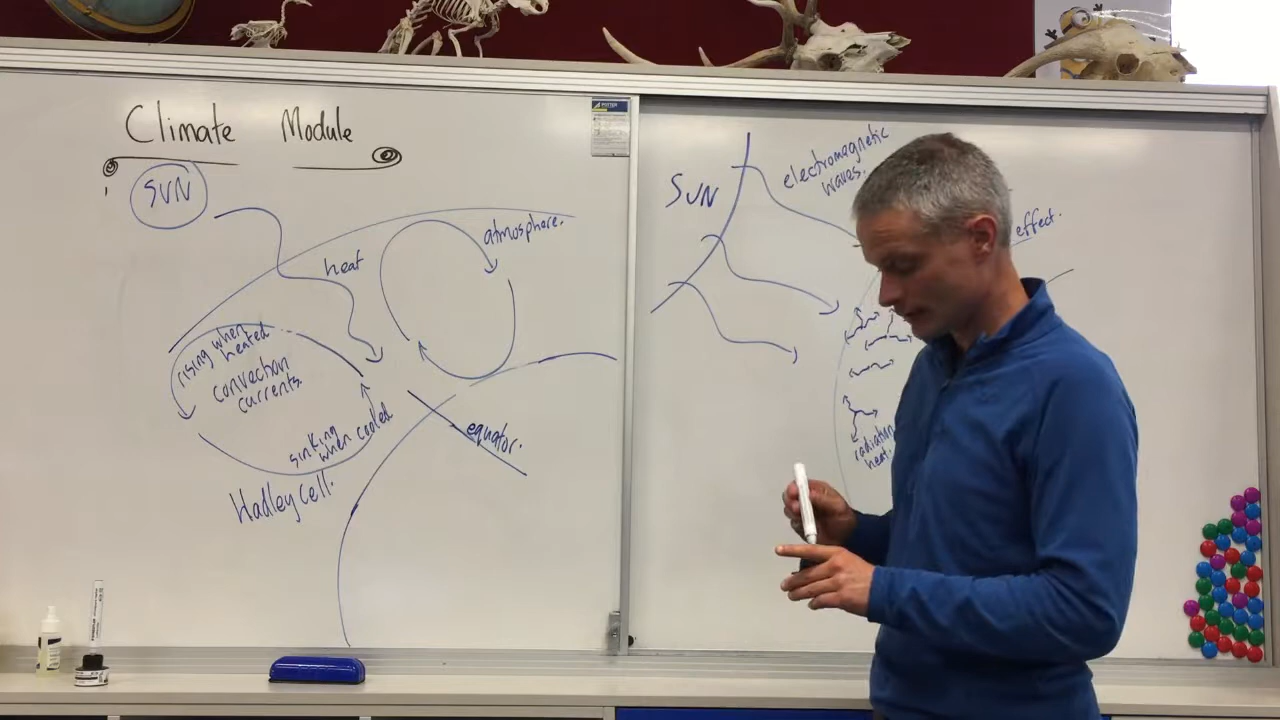 Climate Module
SUN
heat
atmosphere.
rising when
heated
convection
currents.
sinking
when cooled
equator.
Hadley cell.
SUN
electromagnetic
waves.
effect.
radiation
heat.